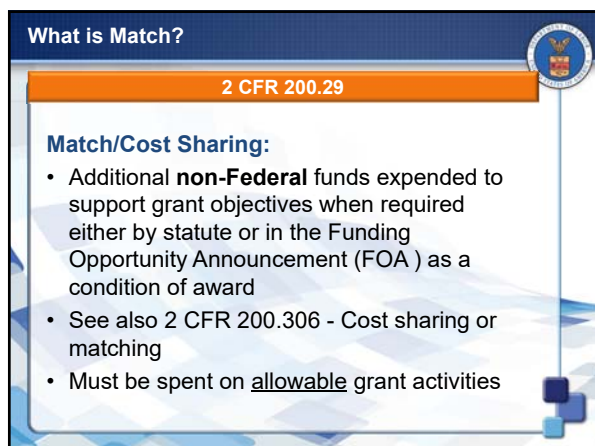 What is Match?
2 CFR 200.29
Match/Cost Sharing:
• Additional non-Federal funds expended to
support grant objectives when required
either by statute or in the Funding
Opportunity Announcement (FOA ) as a
condition of award
• See also 2 CFR 200.306 - Cost sharing or
matching
• Must be spent on allowable grant activities